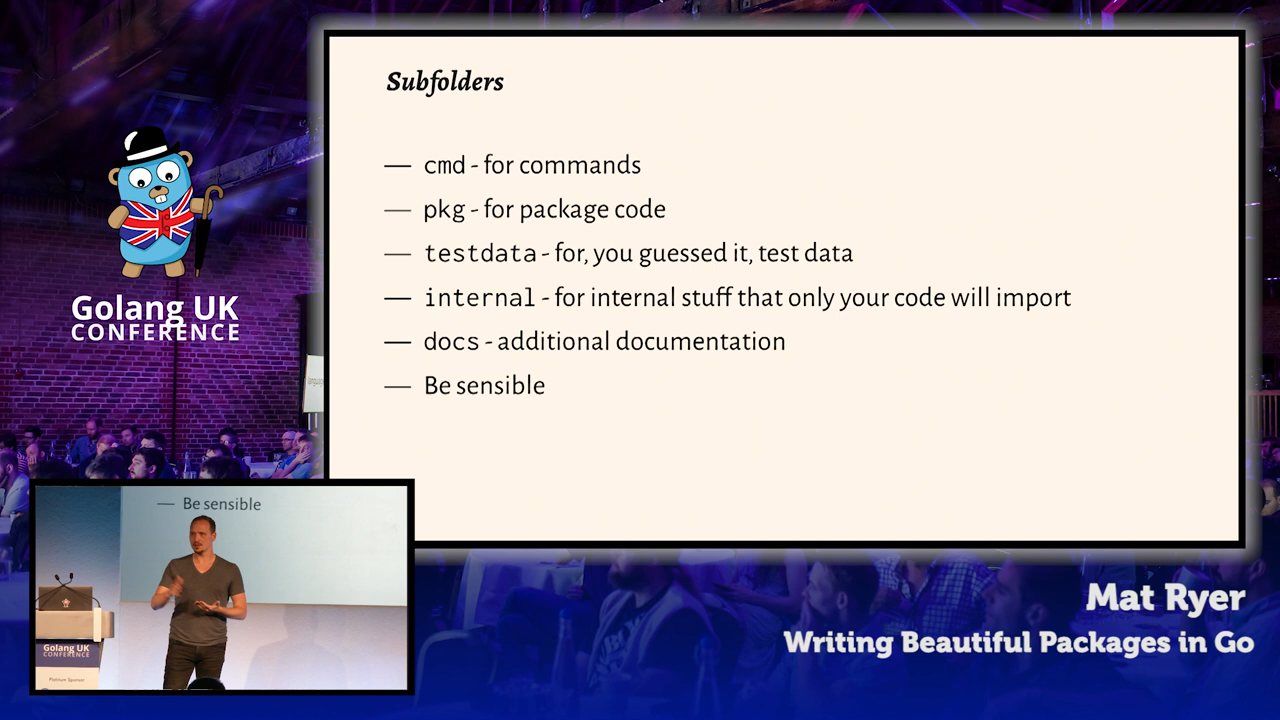 Subfolders
— cmd - for commands
— pkg - for package code
— testdata - for, you guessed it, test data
— internal - for internal stuff that only your code will import
— docs - additional documentation
— Be sensible
Golang UK
CONFERENCE
— Be sensible
Golang UK
CONFERENCE
Platinum Sponsor
Mat Ryer
Writing Beautiful Packages in Go